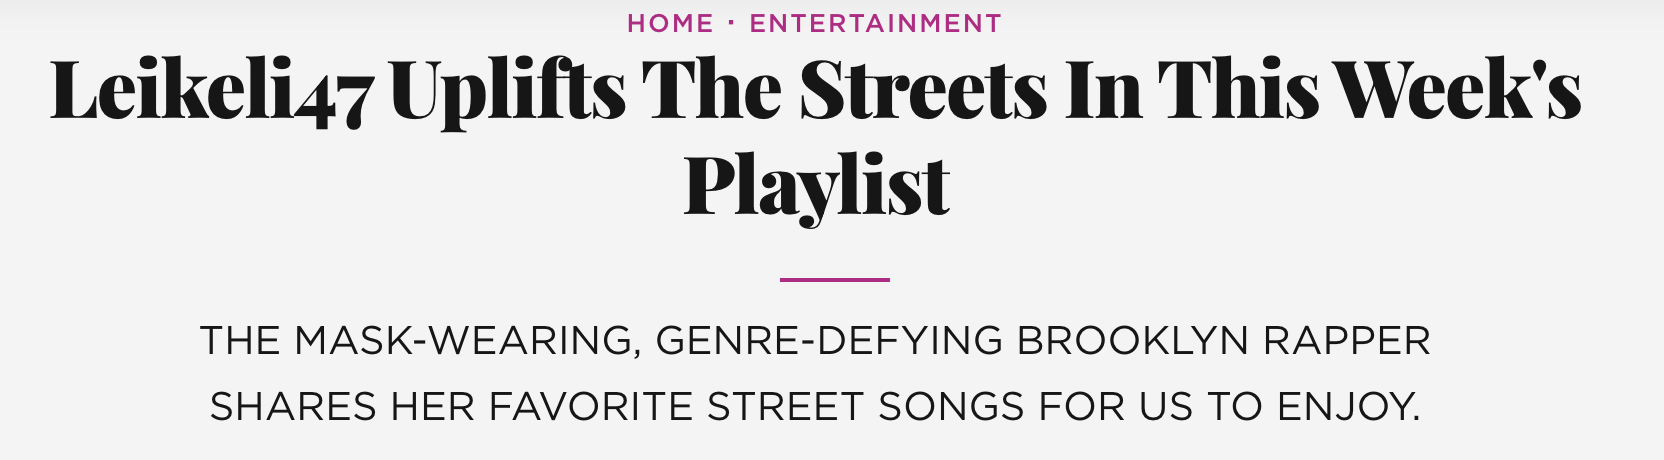 HOME · ENTERTAINMENT
Leikeli47 Uplifts The Streets In This Week's
Playlist
THE MASK-WEARING, GENRE-DEFYING BROOKLYN RAPPER
SHARES HER FAVORITE STREET SONGS FOR US TO ENJOY.